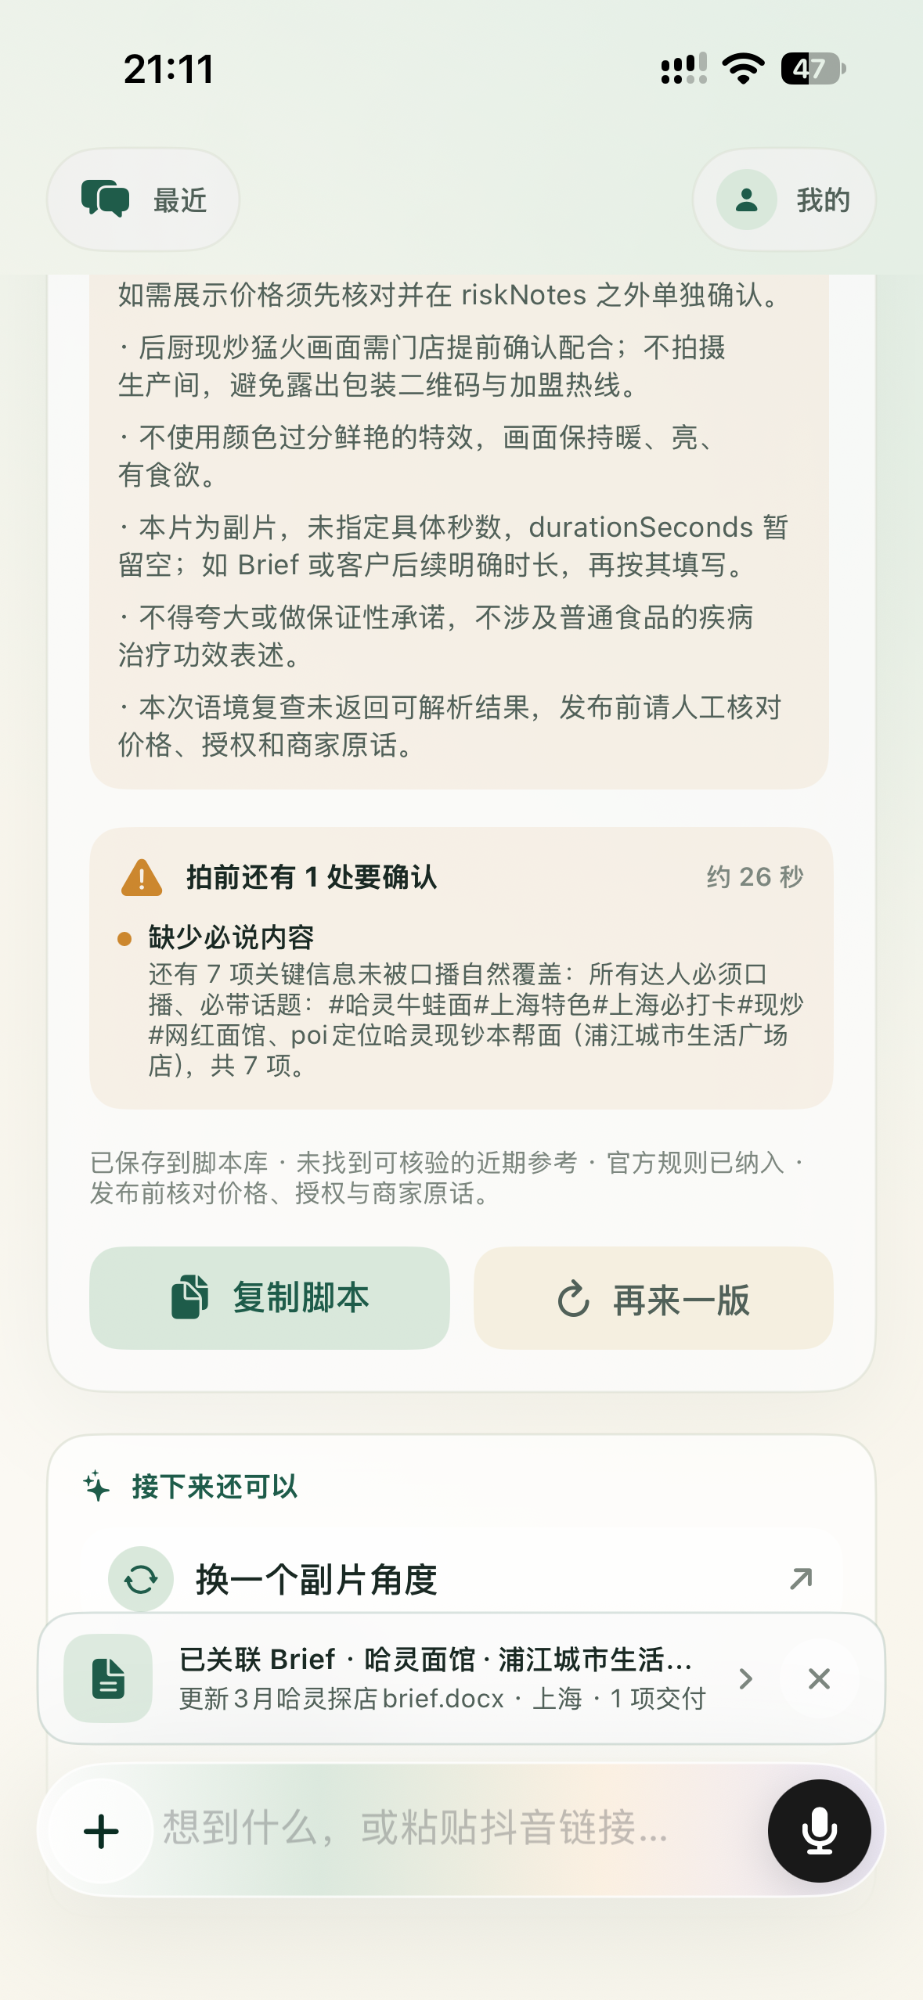 21:11
47
最近
我的
如需展示价格须先核对并在 riskNotes 之外单独确认。
· 后厨现炒猛火画面需门店提前确认配合；不拍摄
生产间，避免露出包装二维码与加盟热线。
· 不使用颜色过分鲜艳的特效，画面保持暖、亮、
有食欲。
· 本片为副片，未指定具体秒数，durationSeconds 暂
留空；如 Brief 或客户后续明确时长，再按其填写。
· 不得夸大或做保证性承诺，不涉及普通食品的疾病
治疗功效表述。
· 本次语境复查未返回可解析结果，发布前请人工核对
价格、授权和商家原话。
拍前还有 1 处要确认
约 26 秒
缺少必说内容
还有 7 项关键信息未被口播自然覆盖：所有达人必须口
播、必带话题：#哈灵牛蛙面#上海特色#上海必打卡#现炒
#网红面馆、poi定位哈灵现钞本帮面（浦江城市生活广场
店)，共 7 项。
已保存到脚本库 · 未找到可核验的近期参考 · 官方规则已纳入 ·
发布前核对价格、授权与商家原话。
复制脚本
再来一版
接下来还可以
换一个副片角度
已关联 Brief · 哈灵面馆·浦江城市生活...
更新3月哈灵探店brief.docx · 上海 · 1 项交付
想到什么，或粘贴抖音链接...